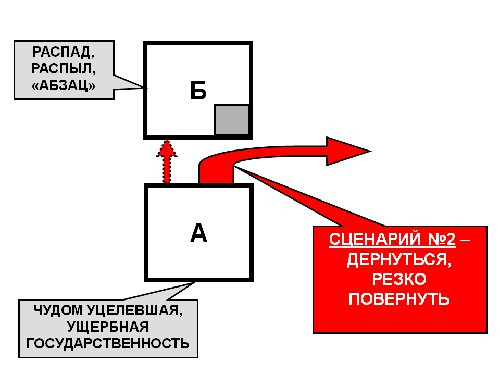 РАСПАД,
РАСПЫЛ,
«АБЗАЦ»
Б
А
СЦЕНАРИЙ №2 –
ДЕРНУТЬСЯ,
РЕЗКО
ПОВЕРНУТЬ
ЧУДОМ УЦЕЛЕВШАЯ,
УЩЕРБНАЯ
ГОСУДАРСТВЕННОСТЬ